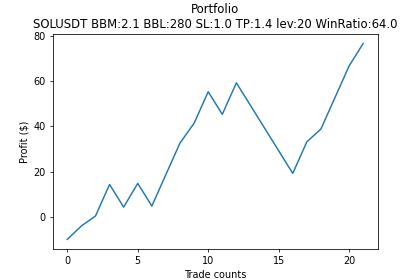 Portfolio
SOLUSDT BBM:2.1 BBL:280 SL:1.0 TP:1.4 lev:20 WinRatio:64.0
80
60
40
20
0
Profit ($)
0 5 10 15 20
Trade counts